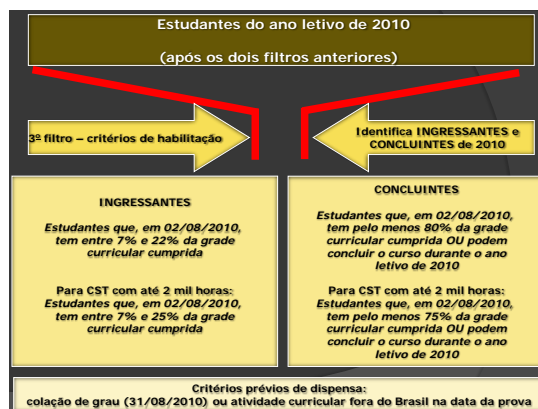 Estudantes do ano letivo de 2010
(após os dois filtros anteriores)
3º filtro – critérios de habilitação
Identifica INGRESSANTES e
CONCLUINTES de 2010
INGRESSANTES
Estudantes que, em 02/08/2010,
tem entre 7% e 22% da grade
curricular cumprida
Para CST com até 2 mil horas:
Estudantes que, em 02/08/2010,
tem entre 7% e 25% da grade
curricular cumprida
CONCLUINTES
Estudantes que, em 02/08/2010,
tem pelo menos 80% da grade
curricular cumprida OU podem
concluir o curso durante o ano
letivo de 2010
Para CST com até 2 mil horas:
Estudantes que, em 02/08/2010,
tem pelo menos 75% da grade
curricular cumprida OU podem
concluir o curso durante o ano
letivo de 2010
Critérios prévios de dispensa:
colação de grau (31/08/2010) ou atividade curricular fora do Brasil na data da prova